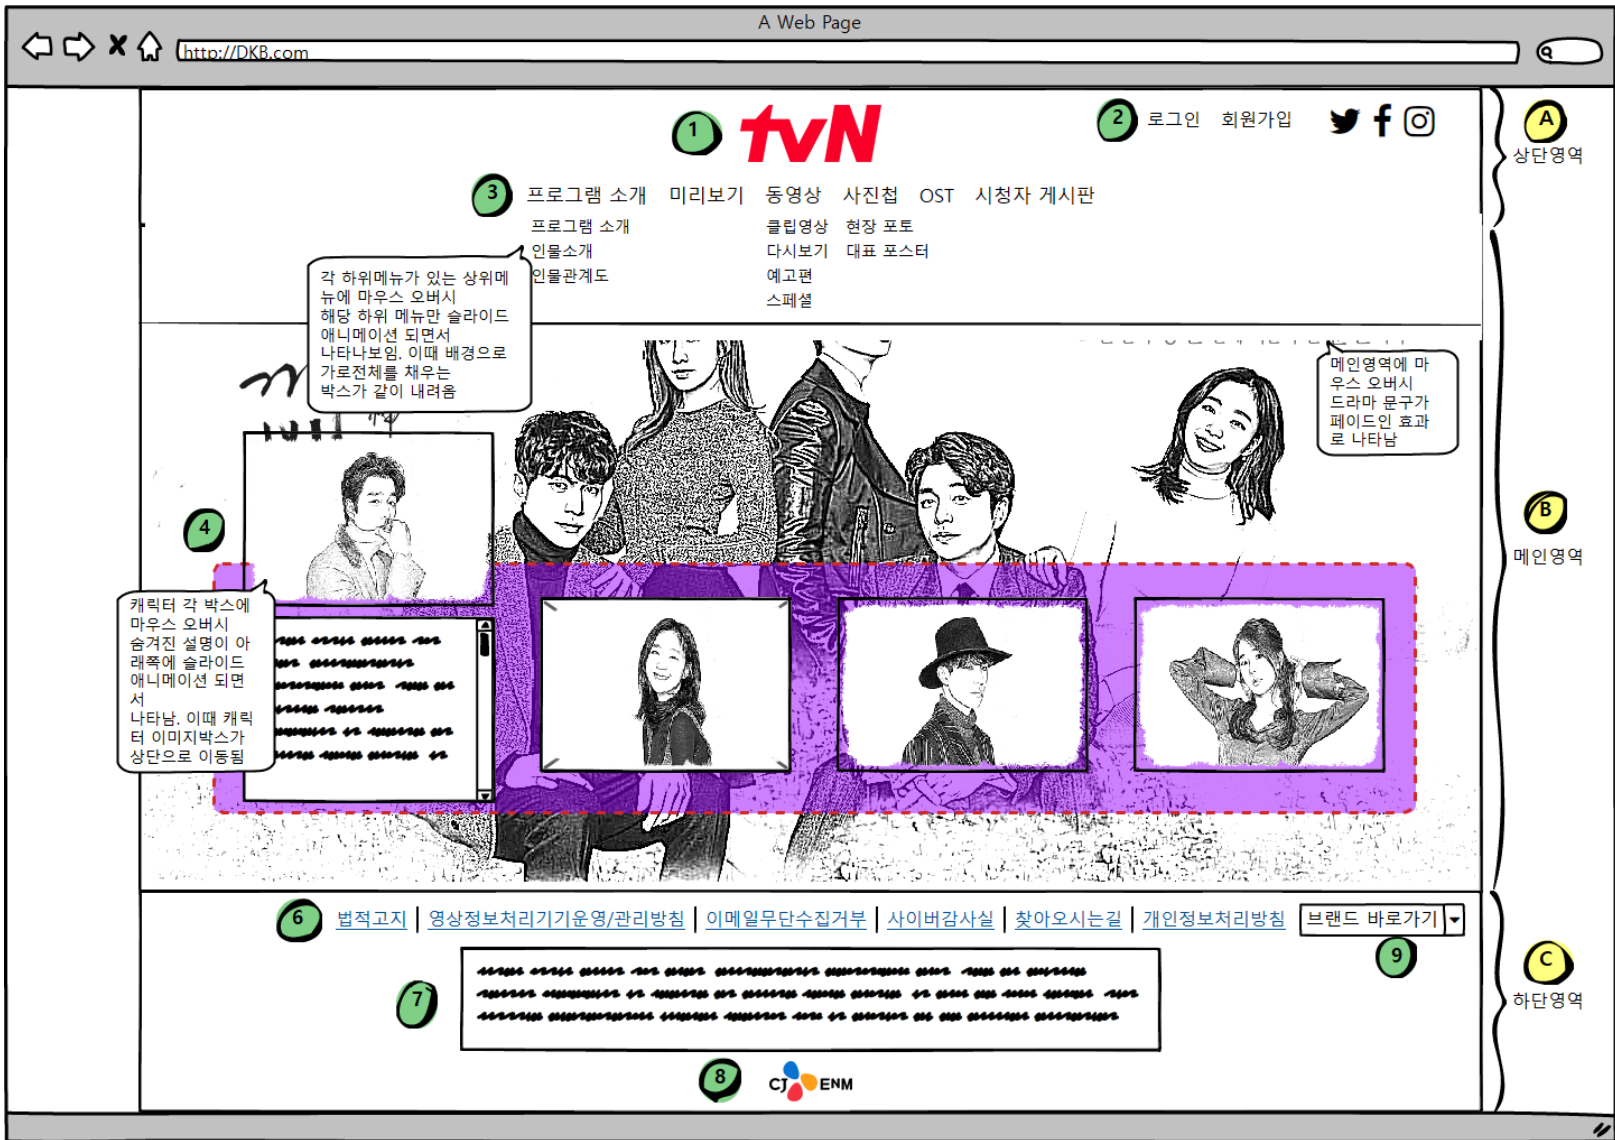 A Web Page
http://DKB.com
1
tvN
2
로그인 회원가입
A
상단영역
3
프로그램 소개 미리보기 동영상 사진첩 OST 시청자 게시판
프로그램 소개 클립영상 현장 포토
인물소개 다시보기 대표 포스터
인물관계도 예고편
스페셜
각 하위메뉴가 있는 상위메
뉴에 마우스 오버시
해당 하위 메뉴만 슬라이드
애니메이션 되면서
나타나보임. 이때 배경으로
가로전체를 채우는
박스가 같이 내려옴
메인영역에 마
우스 오버시
드라마 문구가
페이드인 효과
로 나타남
4
B
메인영역
캐릭터 각 박스에
마우스 오버시
숨겨진 설명이 아
래쪽에 슬라이드
애니메이션 되면
서
나타남. 이때 캐릭
터 이미지박스가
상단으로 이동됨
6
법적고지 | 영상정보처리기기운영/관리방침 | 이메일무단수집거부 | 사이버감사실 | 찾아오시는길 | 개인정보처리방침
브랜드 바로가기
9
7
C
하단영역
8
CJ ENM